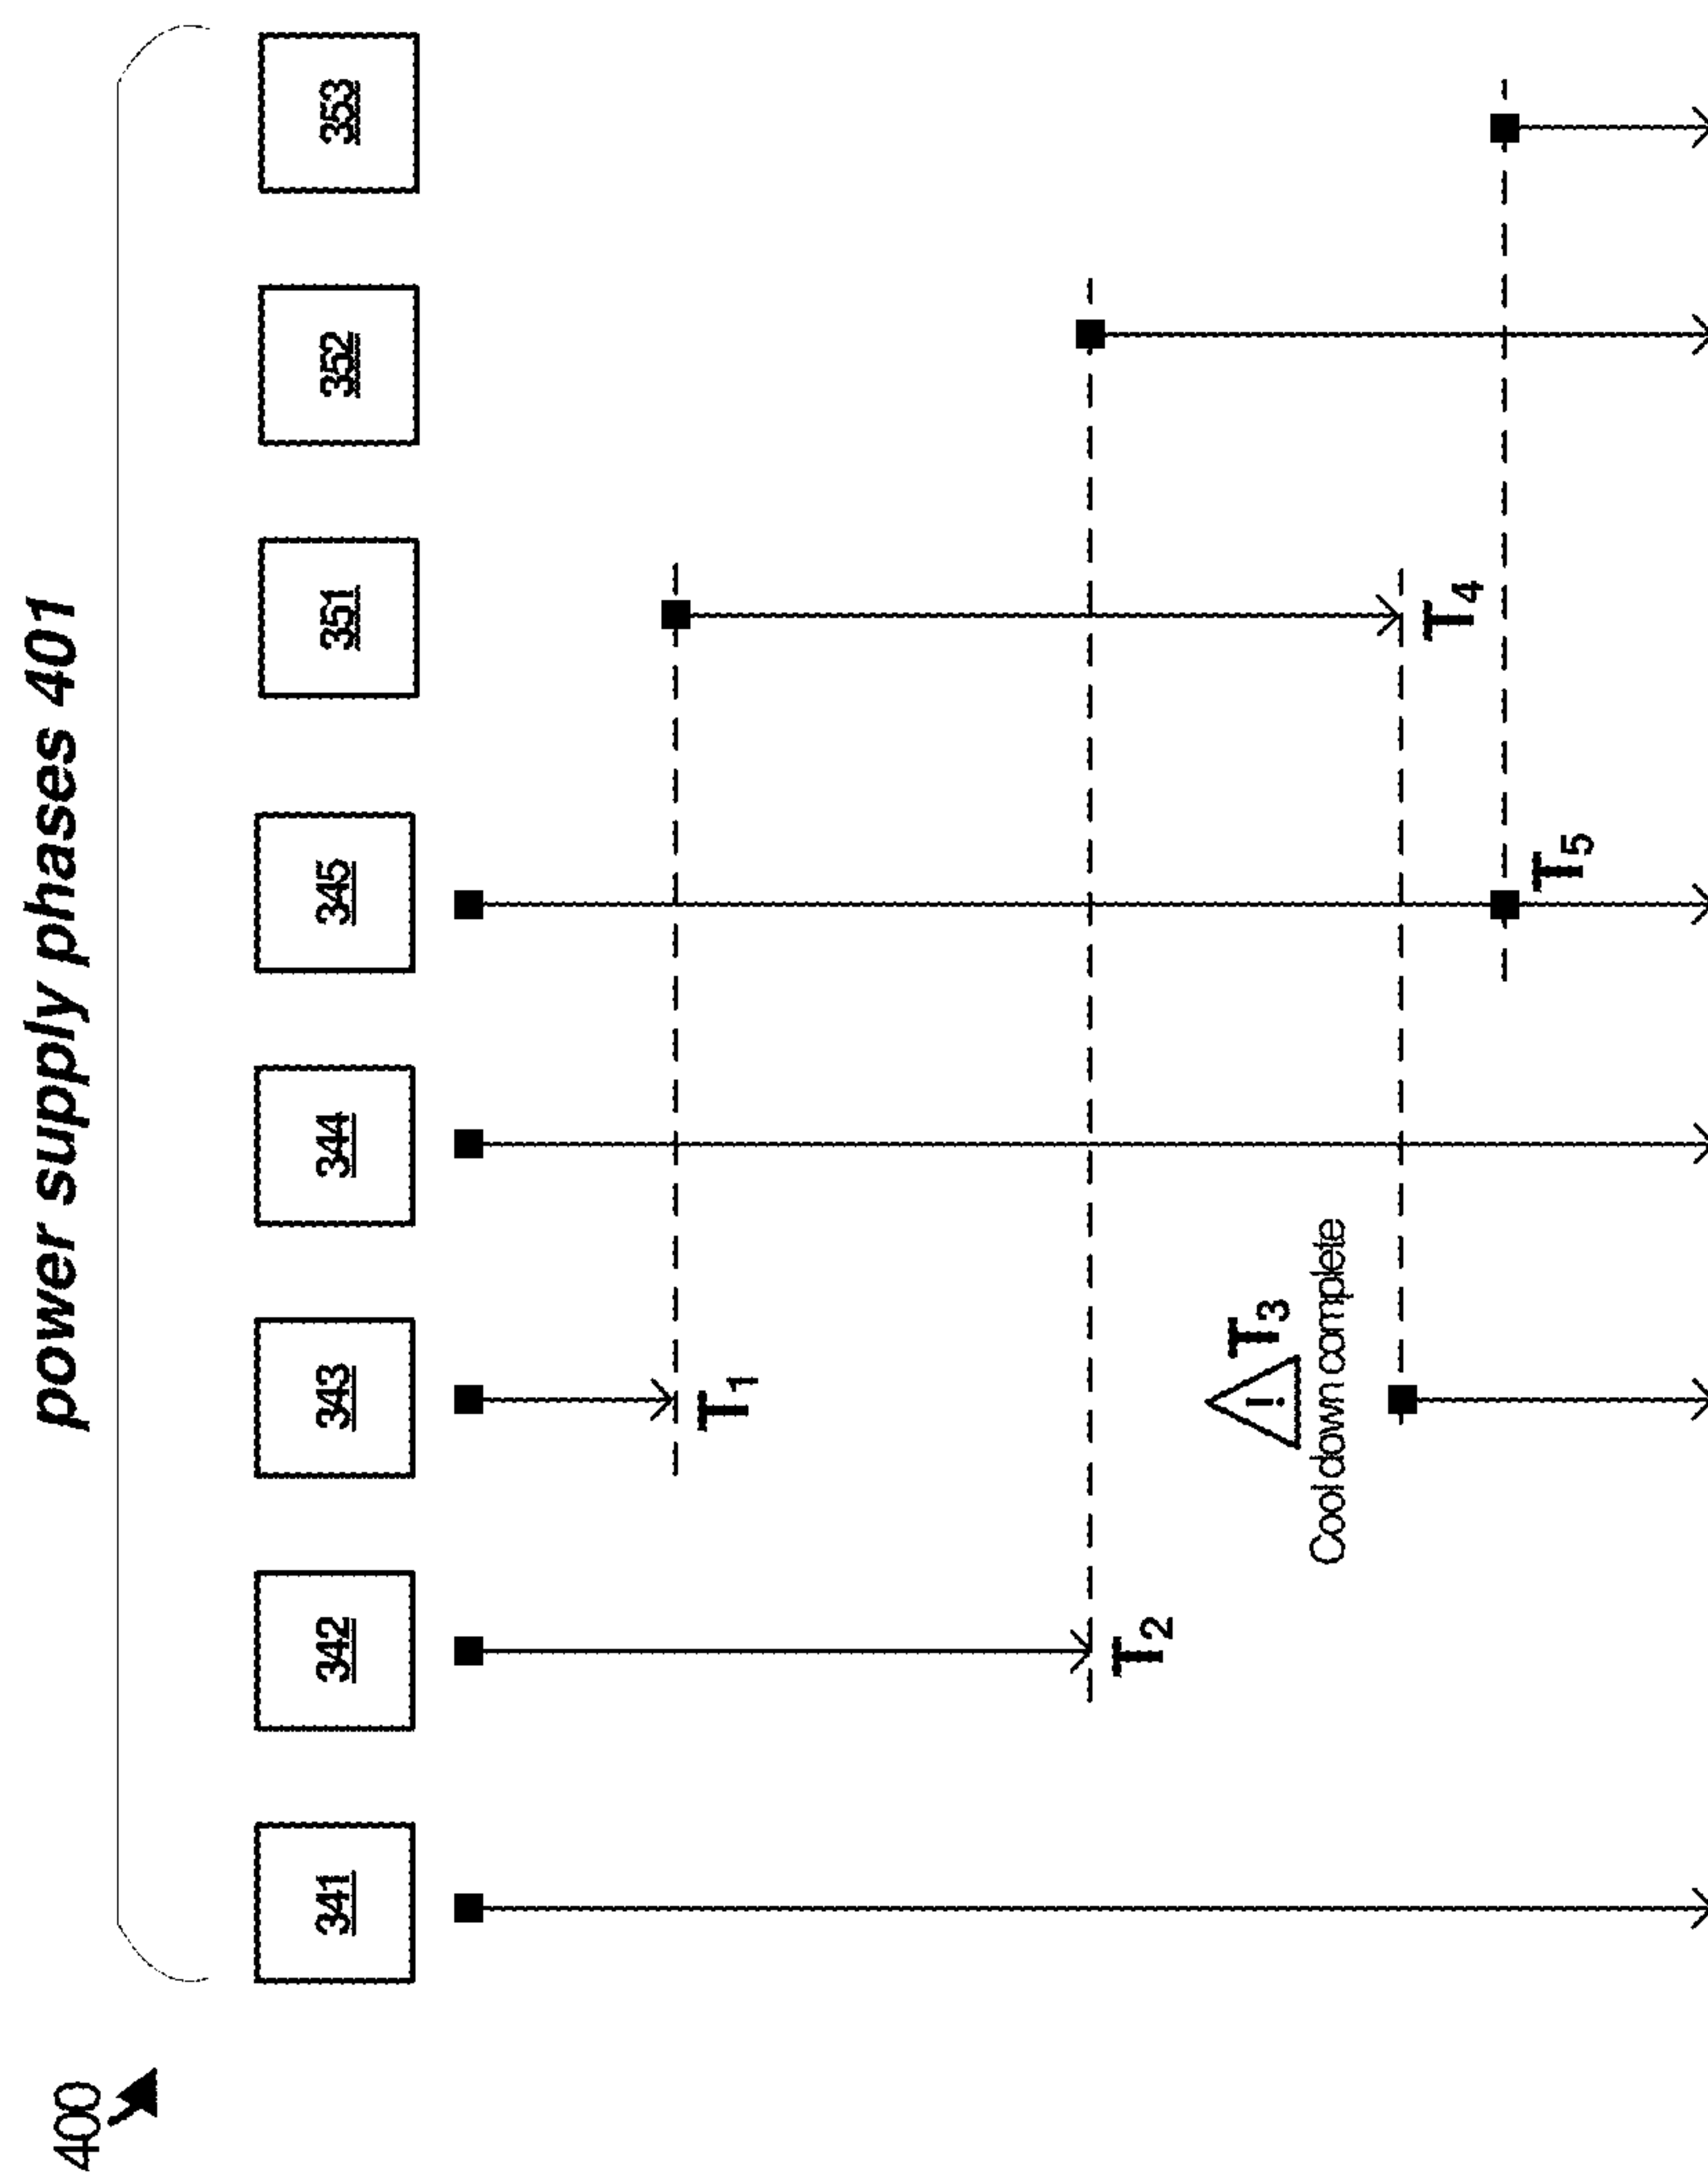 400
power supply phases 401
341
342
343
344
345
351
352
353
T1
T2
T3
Cool down complete
T4
T5